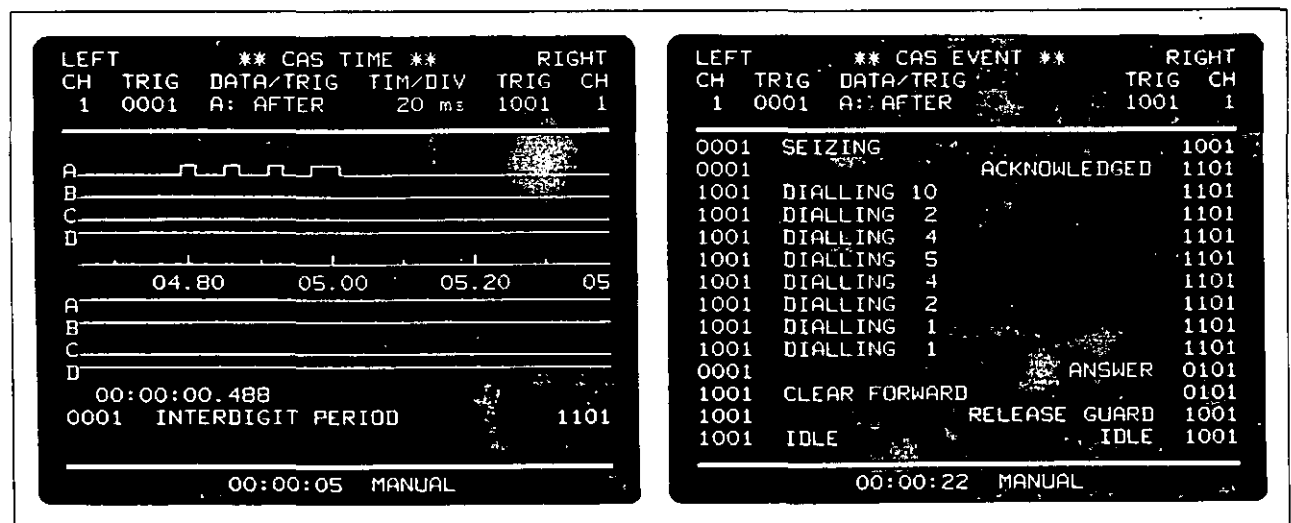 LEFT ** CAS TIME ** RIGHT
CH TRIG DATA/TRIG TIM/DIV TRIG CH
1 0001 A: AFTER 20 ms 1001 1
A
B
C
D
04.80 05.00 05.20 05
A
B
C
D
00:00:00.488
0001 INTERDIGIT PERIOD 1101
00:00:05 MANUAL
LEFT ** CAS EVENT ** RIGHT
CH TRIG DATA/TRIG TRIG CH
1 0001 A: AFTER 1001 1
0001 SEIZING 1001
0001 ACKNOWLEDGED 1101
1001 DIALLING 10 1101
1001 DIALLING 2 1101
1001 DIALLING 4 1101
1001 DIALLING 5 1101
1001 DIALLING 4 1101
1001 DIALLING 2 1101
1001 DIALLING 1 1101
1001 DIALLING 1 1101
0001 ANSWER 0101
1001 CLEAR FORWARD 0101
1001 RELEASE GUARD 1001
1001 IDLE IDLE 1001
00:00:22 MANUAL